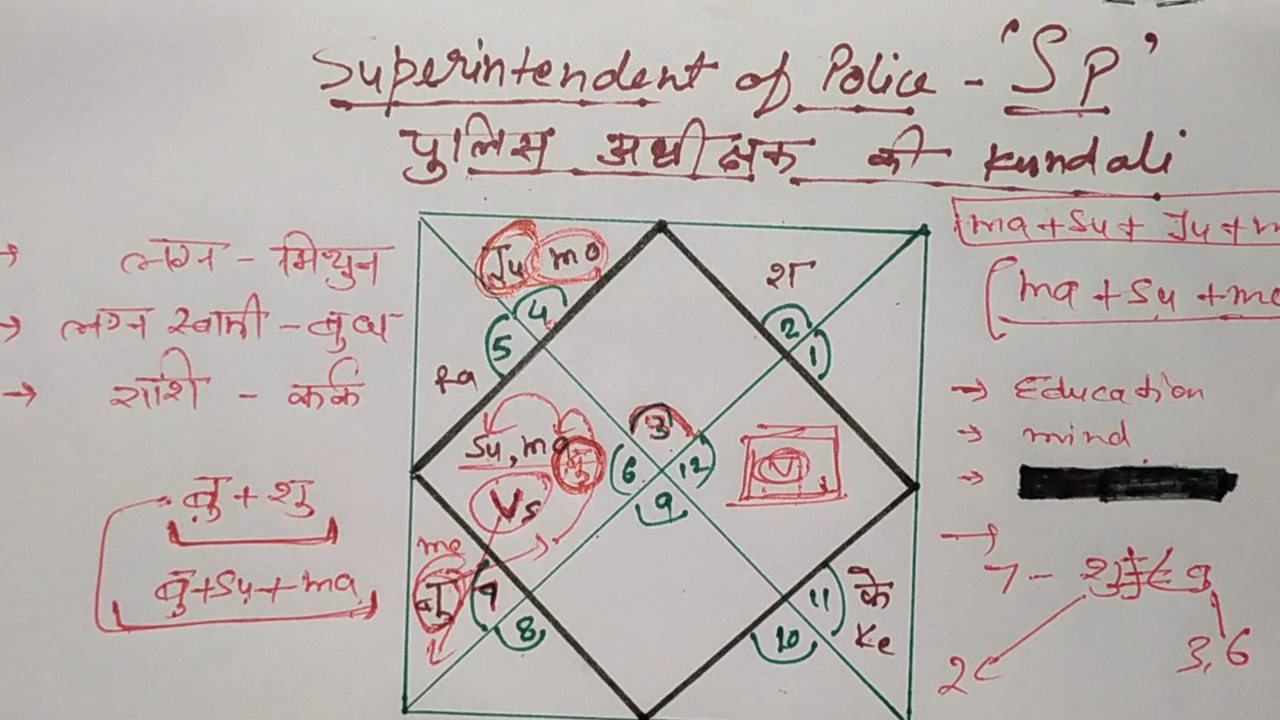 Superintendent of Police - 'SP'
पुलिस अधीक्षक की Kundali
ma+Su+ Ju+m
ma+Su+mo
→ लग्न - मिथुन
→ लग्न स्वामी - बुध
→ राशि - कर्क
Ju mo
4
5
Ra
श
2
1
3
6
12
9
Su, ma
बु
Vs
me
7
8
11
10
के
Ke
बु + शु
बु+Su+ma
→ Education
→ mind
→
→
7 -
2
3,6